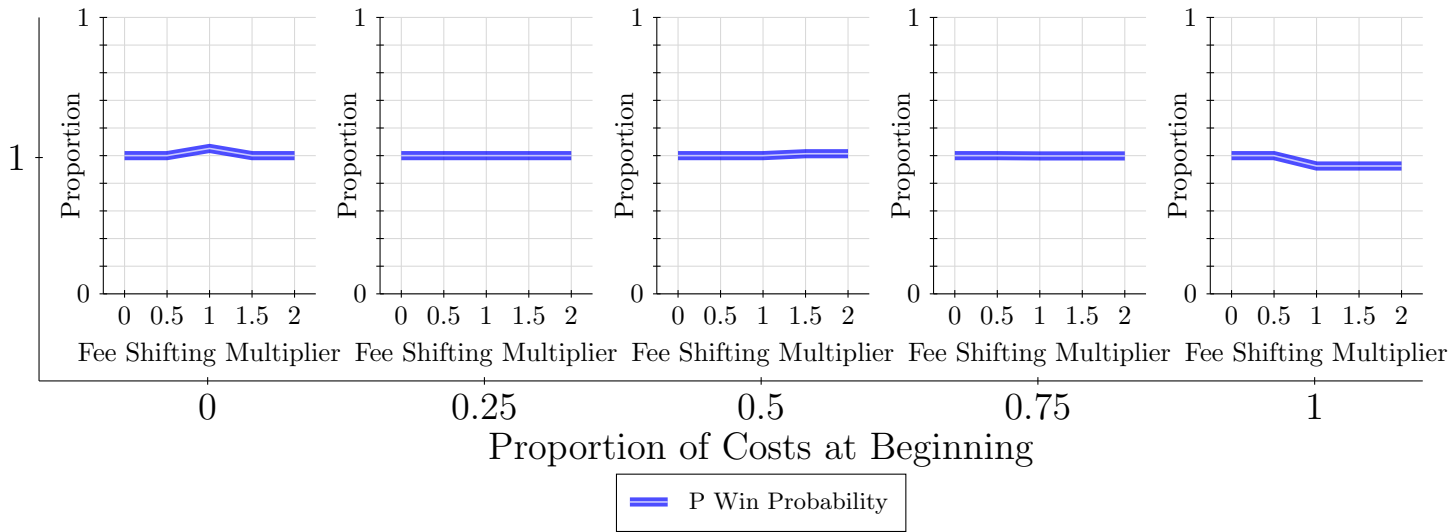 1
1
Proportion
0
0 0.5 1 1.5 2
Fee Shifting Multiplier
1
Proportion
0
0 0.5 1 1.5 2
Fee Shifting Multiplier
1
Proportion
0
0 0.5 1 1.5 2
Fee Shifting Multiplier
1
Proportion
0
0 0.5 1 1.5 2
Fee Shifting Multiplier
1
Proportion
0
0 0.5 1 1.5 2
Fee Shifting Multiplier
0 0.25 0.5 0.75 1
Proportion of Costs at Beginning
P Win Probability